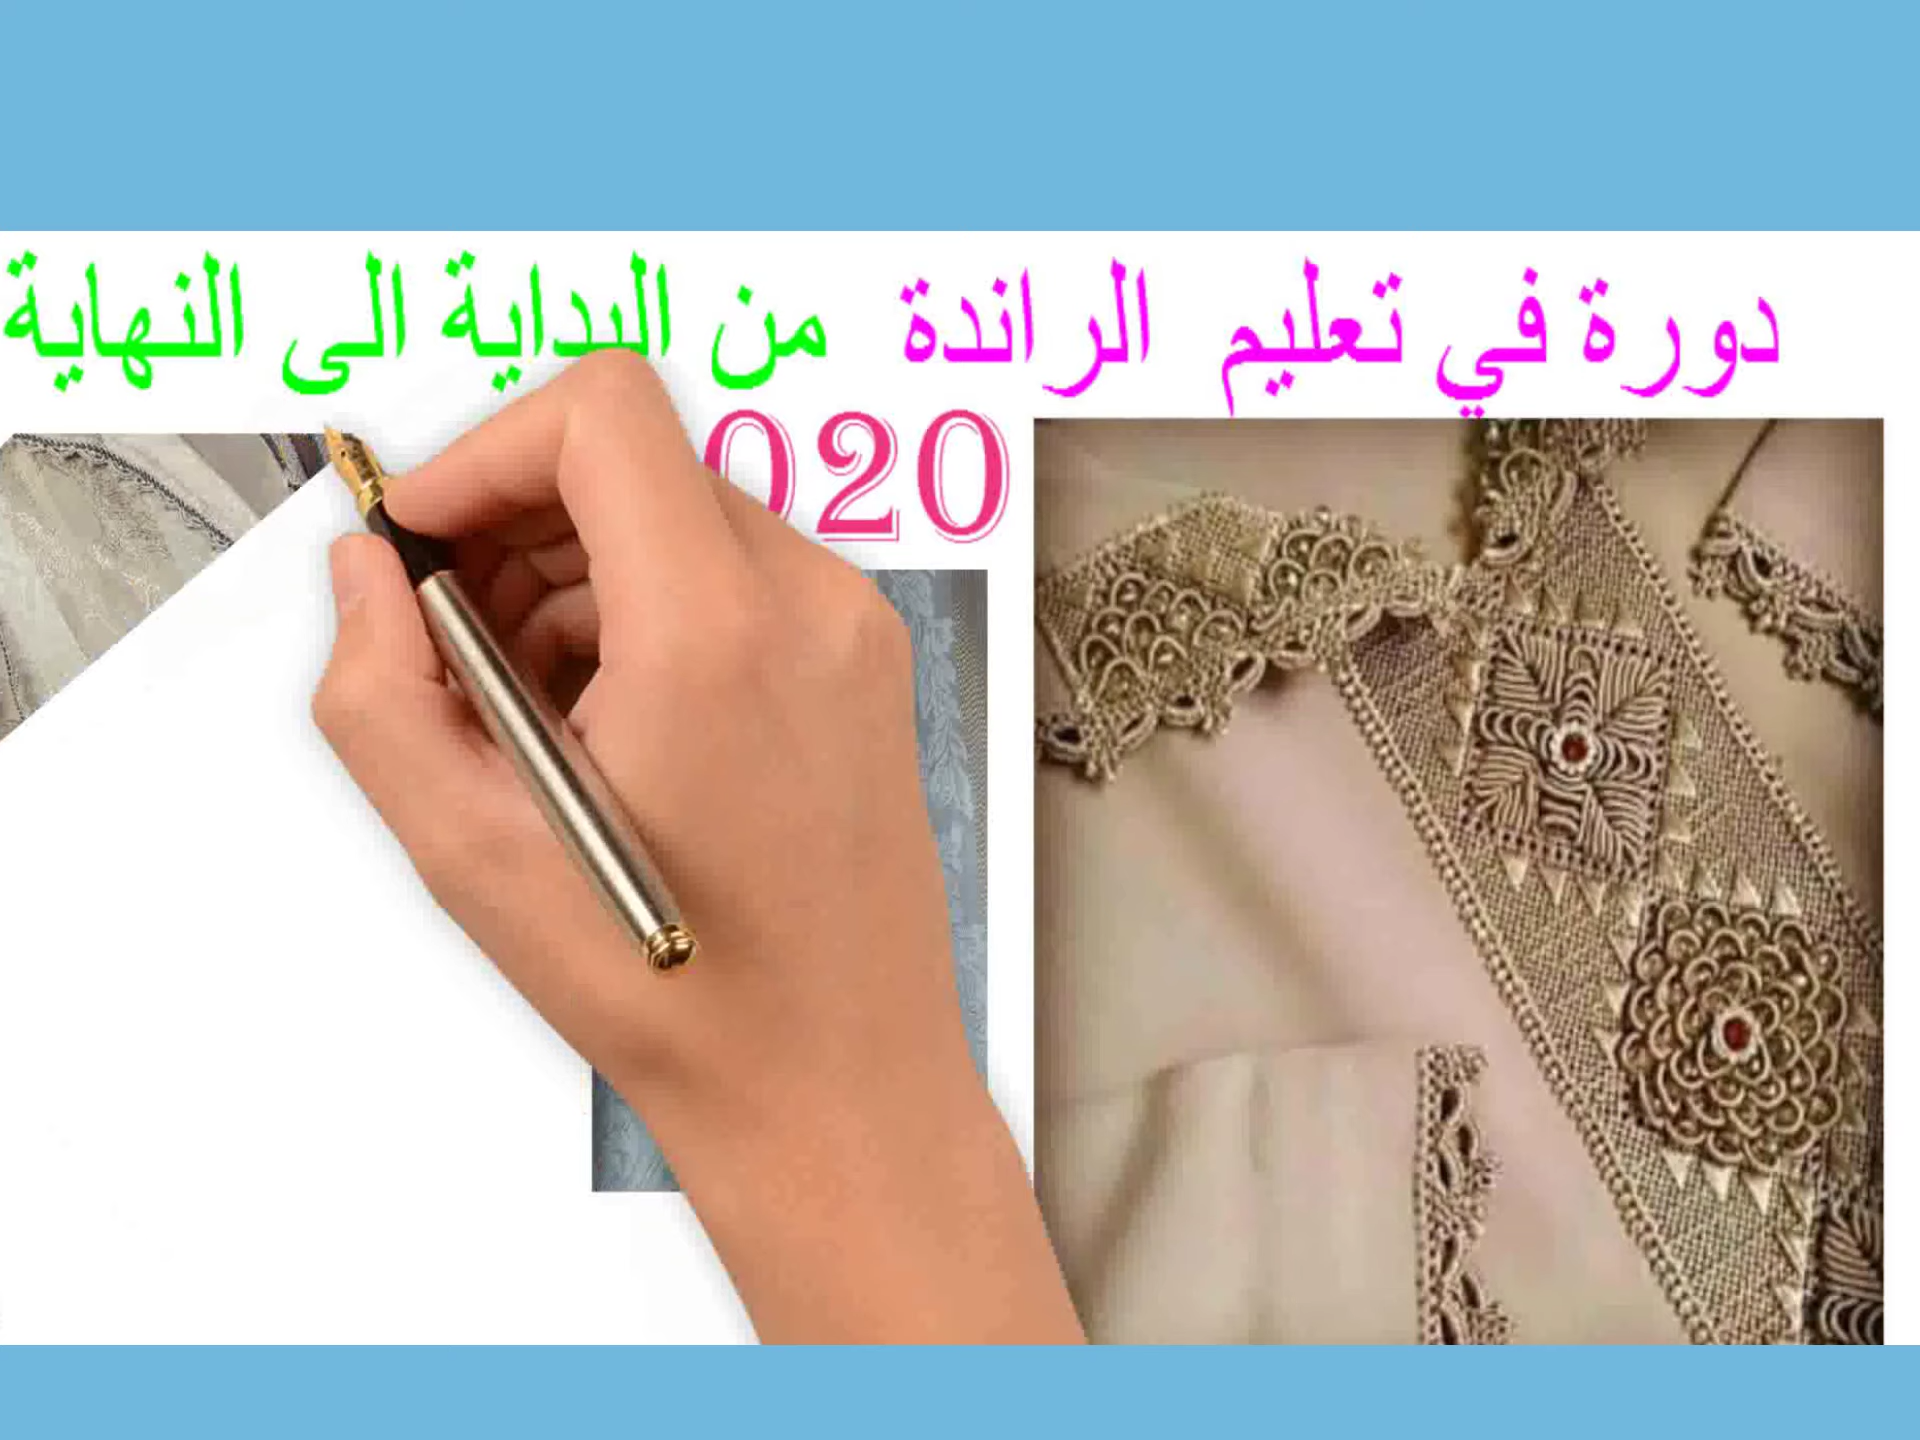 دورة في تعليم الراندة من البداية الى النهاية
020